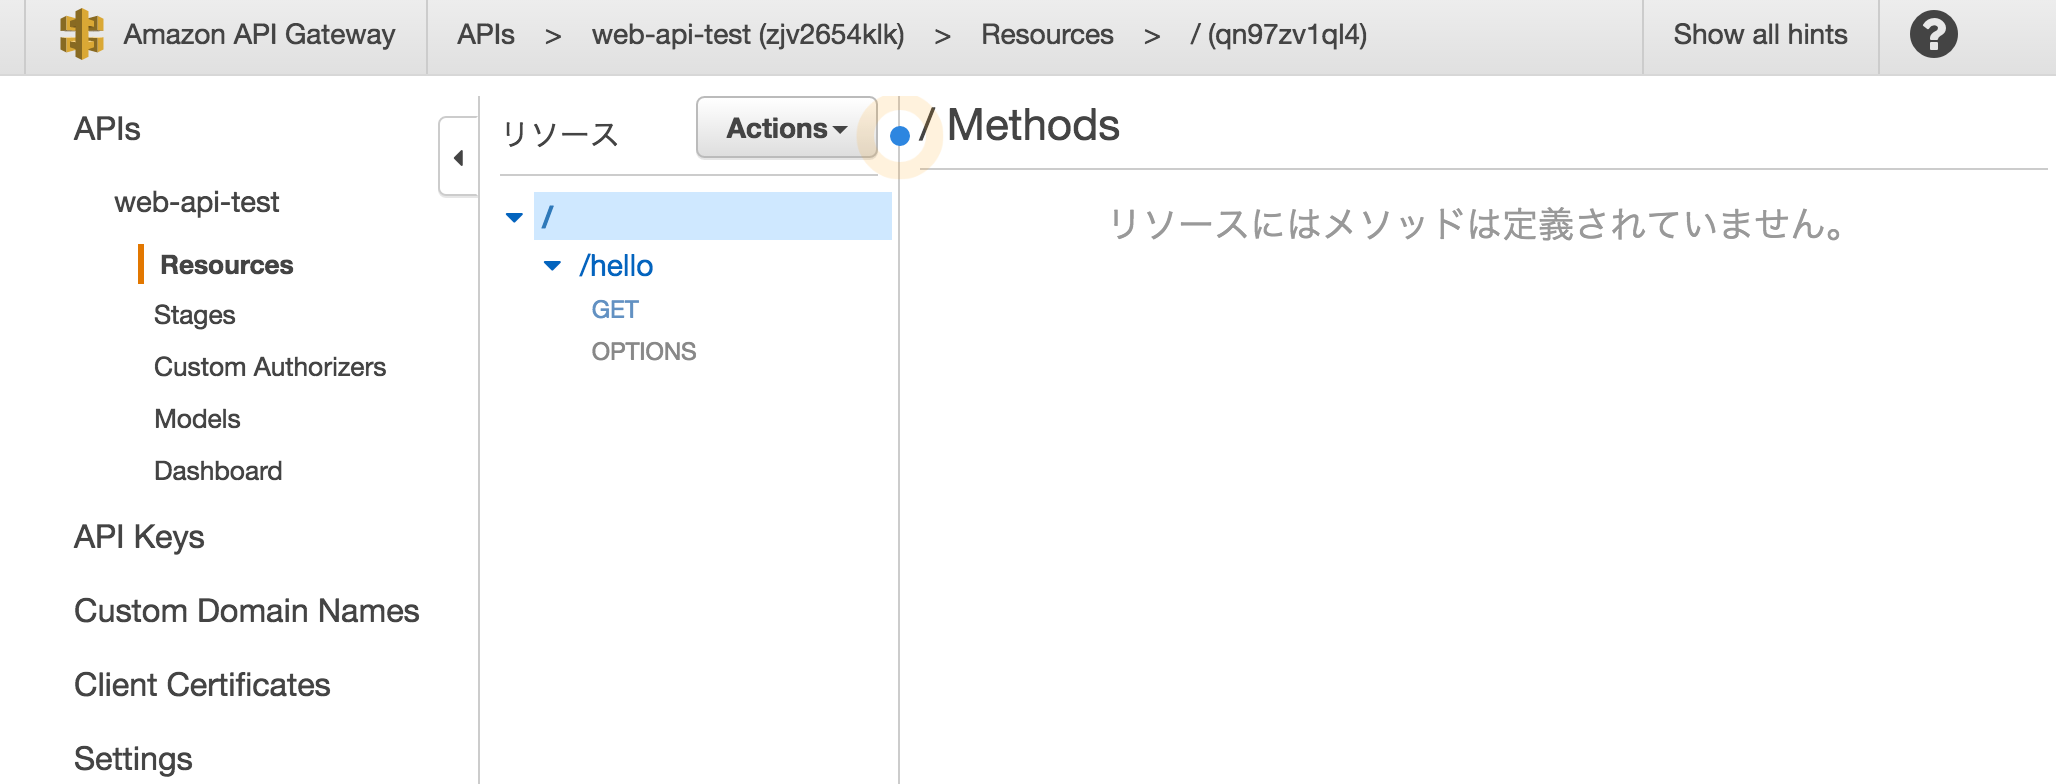 Amazon API Gateway APIs > web-api-test (zjv2654klk) > Resources > / (qn97zv1ql4) Show all hints ?
APIs
web-api-test
Resources
Stages
Custom Authorizers
Models
Dashboard
API Keys
Custom Domain Names
Client Certificates
Settings
リソース Actions
/
/hello
GET
OPTIONS
/ Methods
リソースにはメソッドは定義されていません。